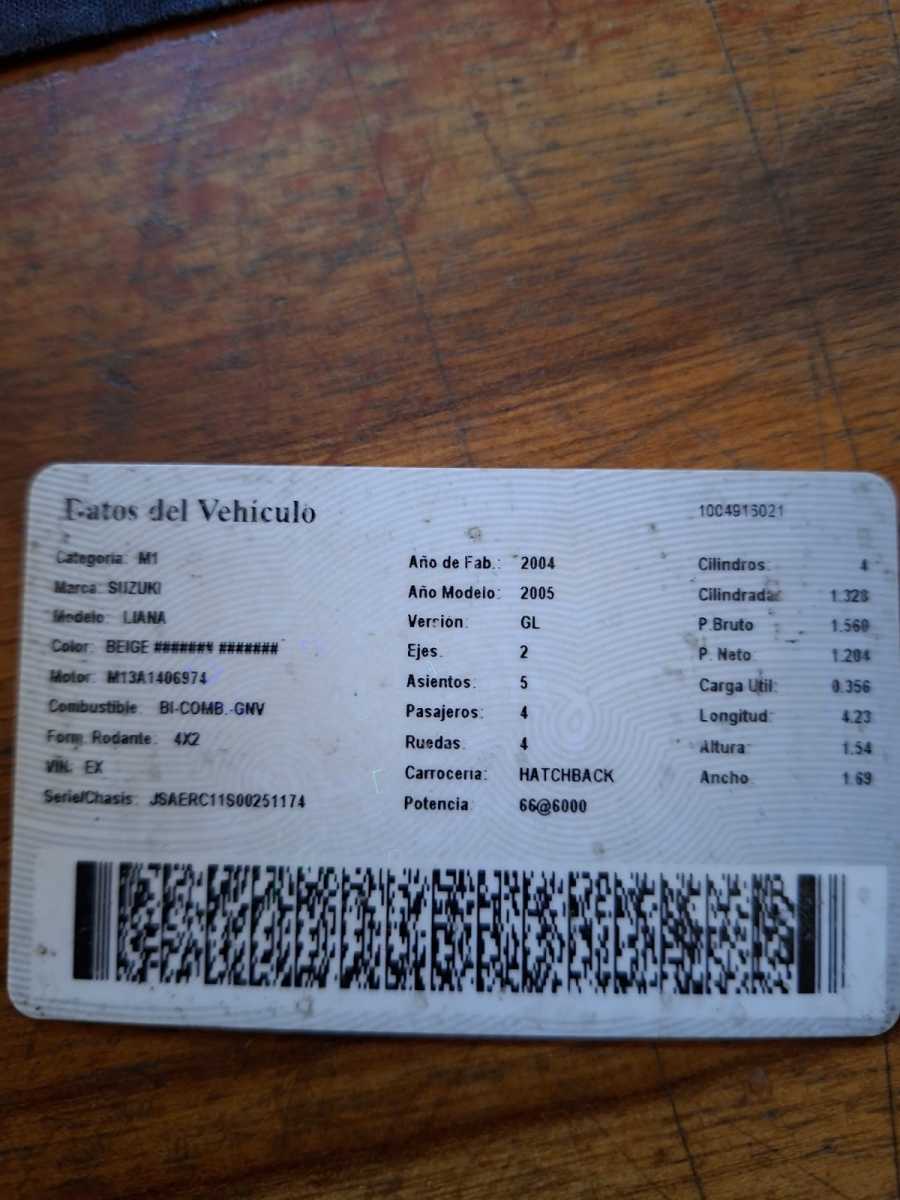 Datos del Vehículo
1004916021
Categoria: M1
Marca: SUZUKI
Modelo: LIANA
Color: BEIGE ####### #######
Motor: M13A1406974
Combustible: BI-COMB.-GNV
Form. Rodante: 4X2
VIN: EX
Serie/Chasis: JSAERC11S00251174
Año de Fab.: 2004
Año Modelo: 2005
Versión: GL
Ejes: 2
Asientos: 5
Pasajeros: 4
Ruedas: 4
Carrocería: HATCHBACK
Potencia: 66@6000
Cilindros: 4
Cilindrada: 1.328
P.Bruto 1.560
P. Neto: 1.204
Carga Util: 0.356
Longitud: 4.23
Altura: 1.54
Ancho: 1.69